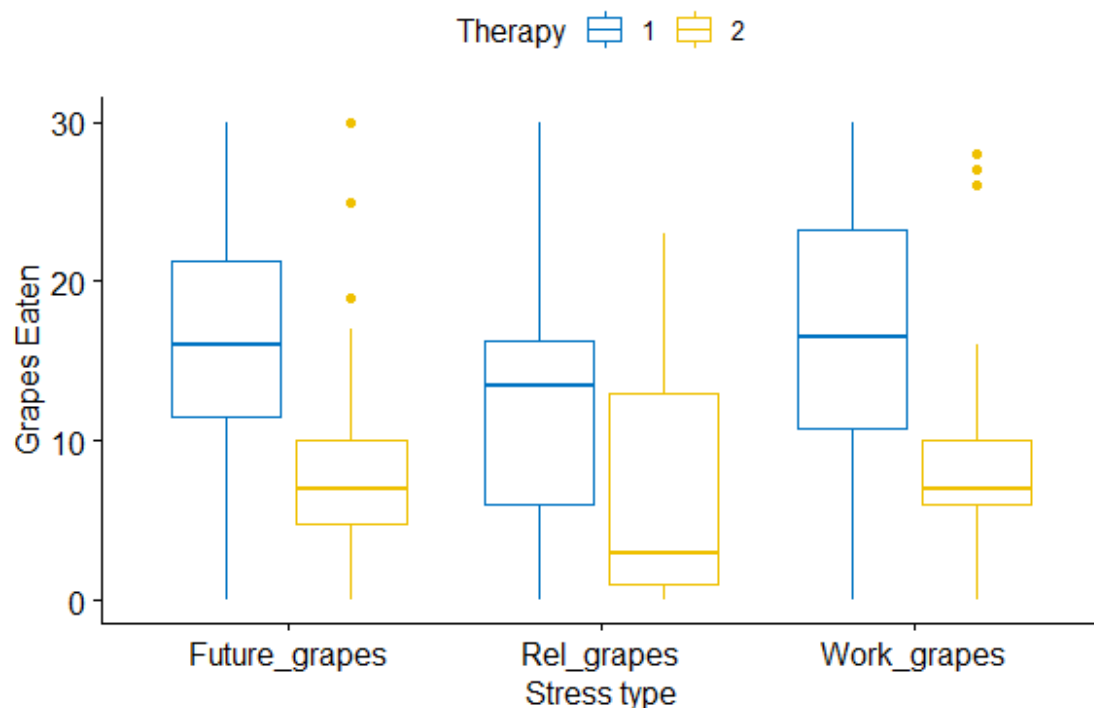 Therapy 1 2
30
20
10
0
Grapes Eaten
Future_grapes Rel_grapes Work_grapes
Stress type